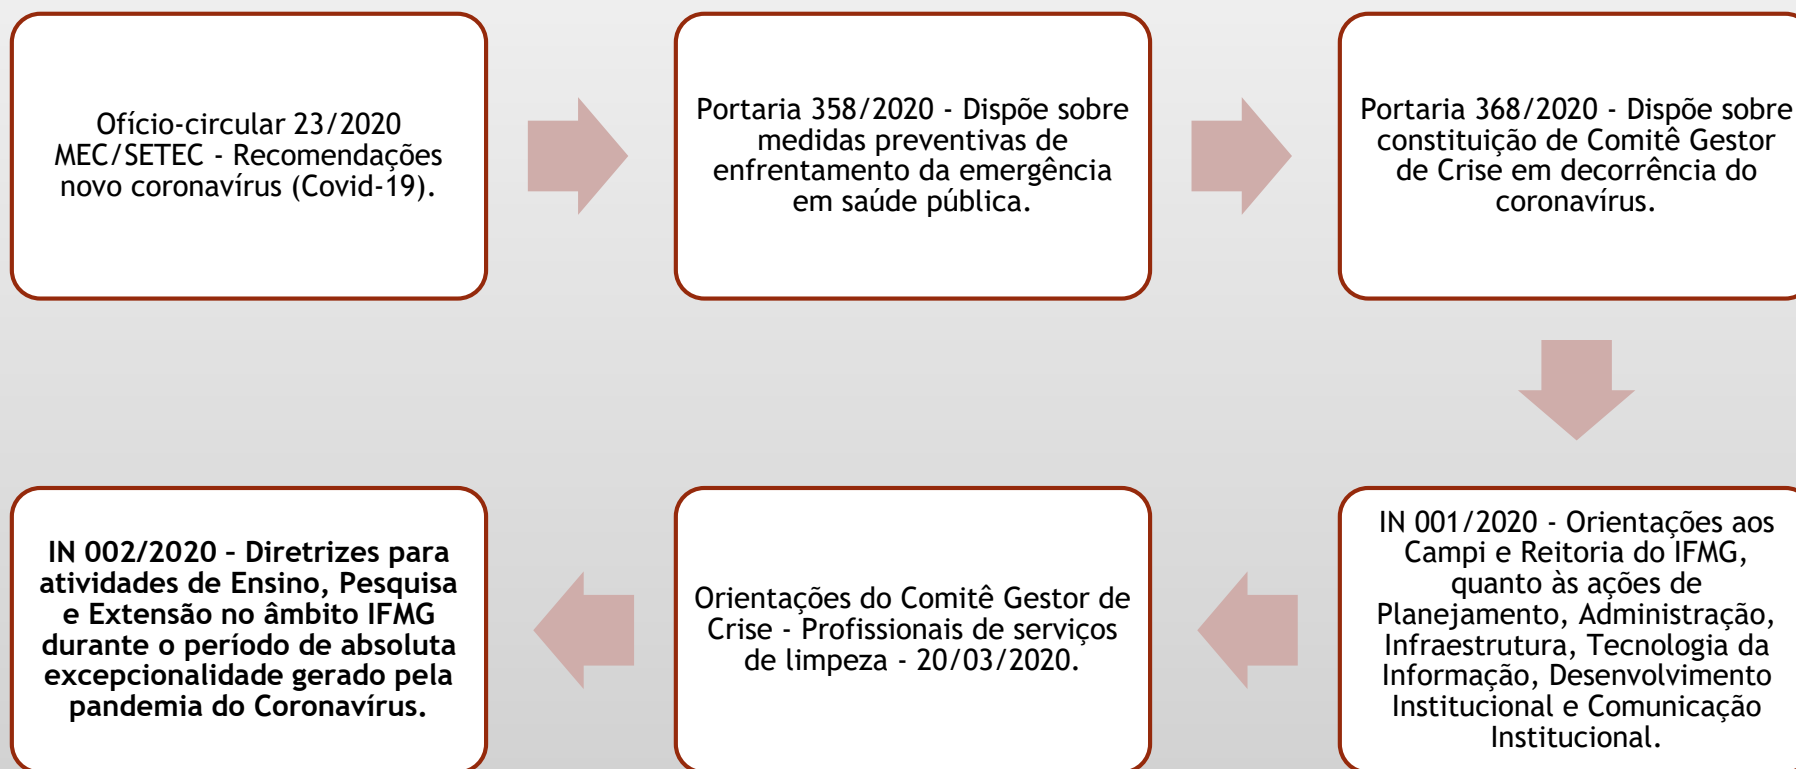 Ofício-circular 23/2020
MEC/SETEC - Recomendações
novo coronavírus (Covid-19).
Portaria 358/2020 - Dispõe sobre
medidas preventivas de
enfrentamento da emergência
em saúde pública.
Portaria 368/2020 - Dispõe sobre
constituição de Comitê Gestor
de Crise em decorrência do
coronavírus.
IN 001/2020 - Orientações aos
Campi e Reitoria do IFMG,
quanto às ações de
Planejamento, Administração,
Infraestrutura, Tecnologia da
Informação, Desenvolvimento
Institucional e Comunicação
Institucional.
Orientações do Comitê Gestor de
Crise - Profissionais de serviços
de limpeza - 20/03/2020.
IN 002/2020 – Diretrizes para
atividades de Ensino, Pesquisa
e Extensão no âmbito IFMG
durante o período de absoluta
excepcionalidade gerado pela
pandemia do Coronavírus.